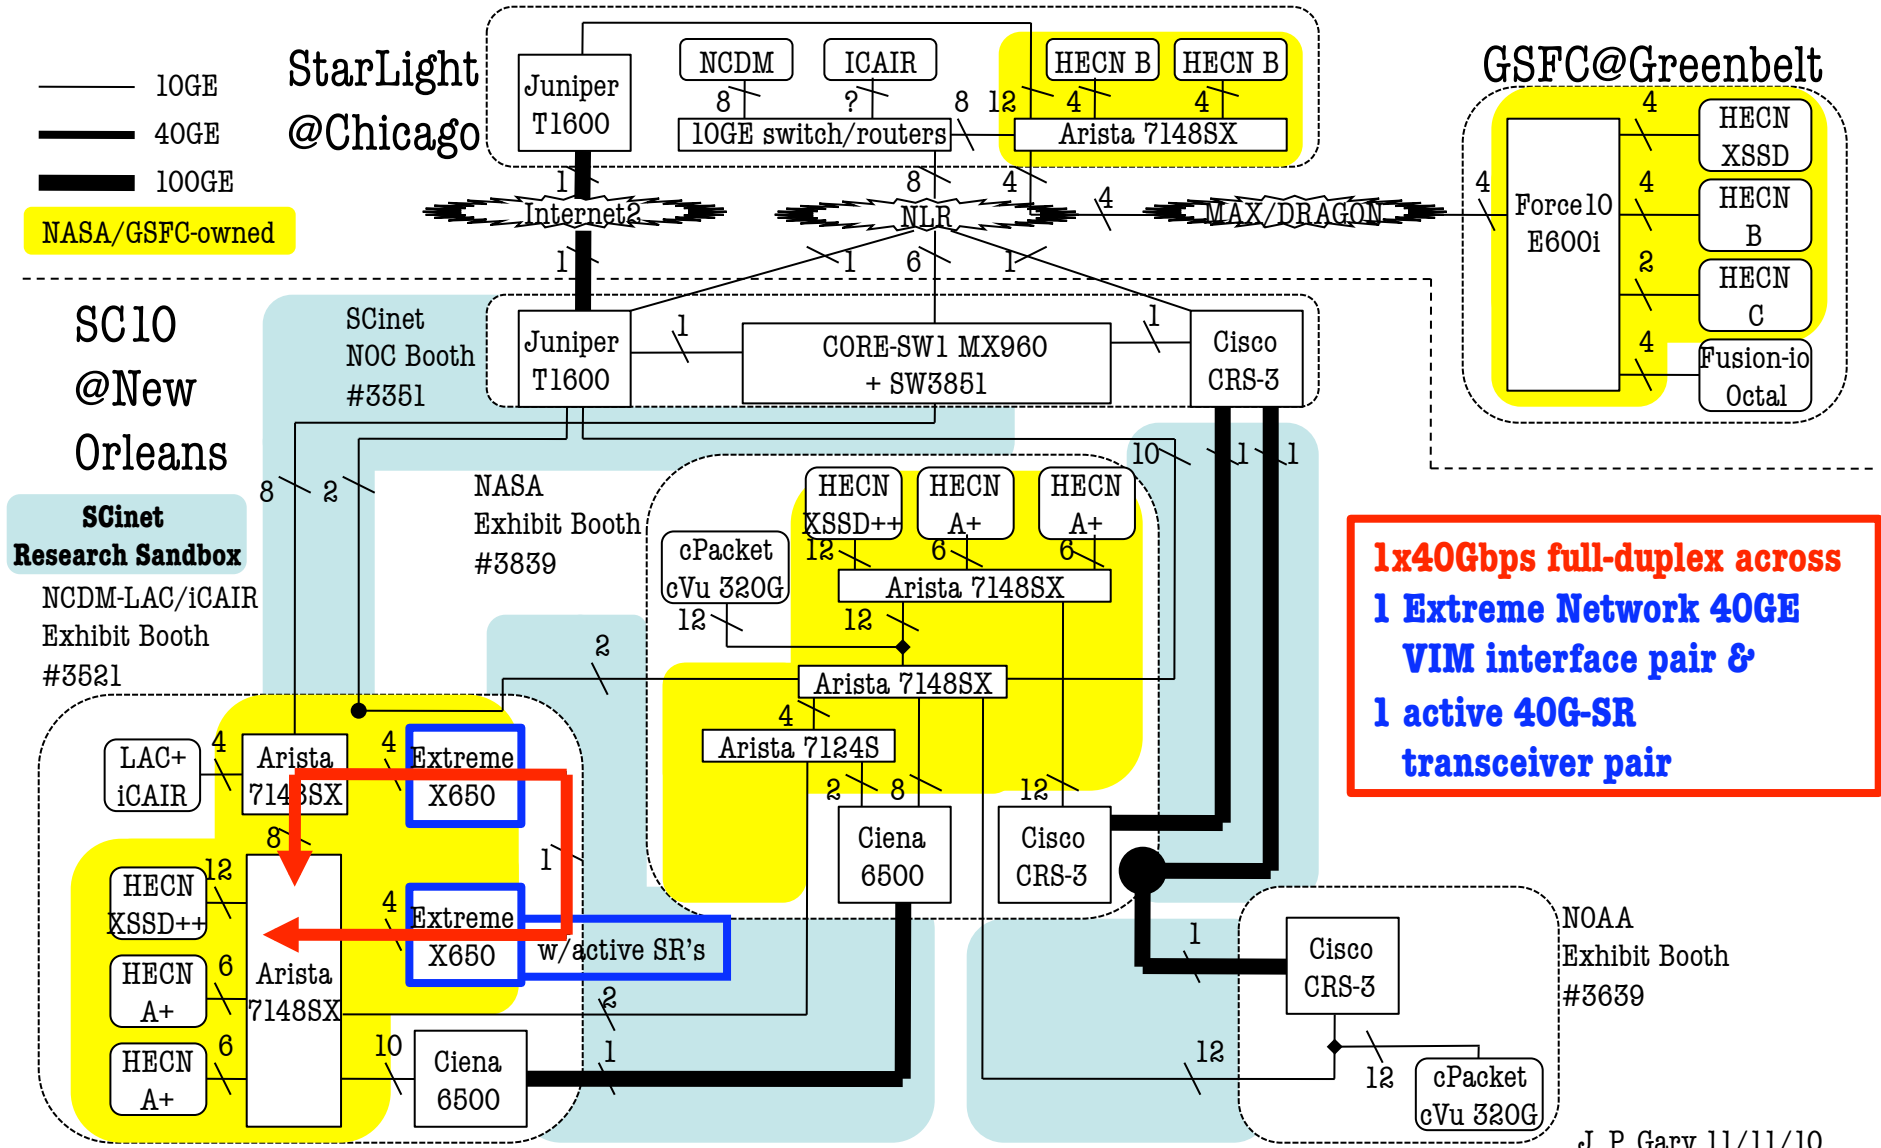 10GE
40GE
100GE
NASA/GSFC-owned
StarLight
@Chicago
Juniper
T1600
NCDM
ICAIR
HECN B
HECN B
8
?
8
12
4
4
10GE switch/routers
Arista 7148SX
1
8
4
Internet2
NLR
4
MAX/DRAGON
1
1
6
1
GSFC@Greenbelt
4
Force10
E600i
4
HECN
XSSD
4
HECN
B
2
HECN
C
4
Fusion-io
Octal
SC10
@New
Orleans
SCinet
NOC Booth
#3351
Juniper
T1600
1
CORE-SW1 MX960
+ SW3851
1
Cisco
CRS-3
8
2
10
1
1
SCinet
Research Sandbox
NASA
Exhibit Booth
#3839
HECN
XSSD++
HECN
A+
HECN
A+
cPacket
cVu 320G
12
6
6
Arista 7148SX
12
12
2
Arista 7148SX
4
Arista 7124S
2
8
12
Ciena
6500
Cisco
CRS-3
1x40Gbps full-duplex across
1 Extreme Network 40GE
VIM interface pair &
1 active 40G-SR
transceiver pair
NCDM-LAC/iCAIR
Exhibit Booth
#3521
LAC+
iCAIR
4
Arista
7148SX
4
Extreme
X650
8
1
HECN
XSSD++
12
4
Extreme
X650
w/active SR's
HECN
A+
6
Arista
7148SX
2
HECN
A+
6
10
Ciena
6500
1
1
Cisco
CRS-3
NOAA
Exhibit Booth
#3639
12
12
cPacket
cVu 320G
J. P. Gary 11/11/10